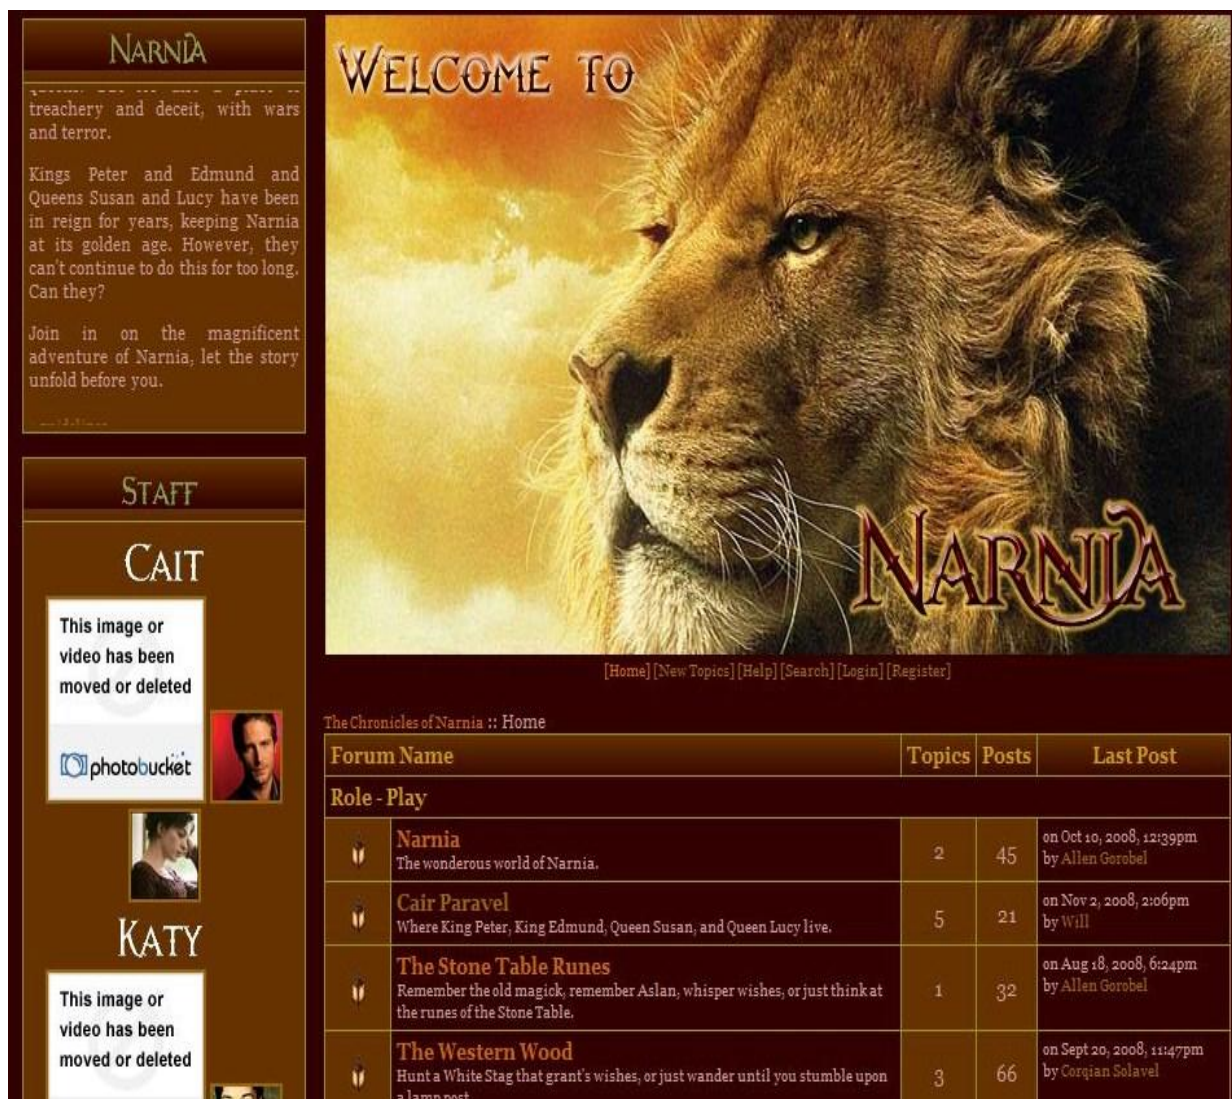 NARNIA
treachery and deceit, with wars
and terror.
Kings Peter and Edmund and
Queens Susan and Lucy have been
in reign for years, keeping Narnia
at its golden age. However, they
can't continue to do this for too long.
Can they?
Join in on the magnificent
adventure of Narnia, let the story
unfold before you.
STAFF
CAIT
This image or
video has been
moved or deleted
photobucket
KATY
This image or
video has been
moved or deleted
WELCOME TO
NARNIA
[Home] [New Topics] [Help] [Search] [Login] [Register]
The Chronicles of Narnia :: Home
Forum Name Topics Posts Last Post
Role - Play
Narnia
The wonderous world of Narnia.
2 45
on Oct 10, 2008, 12:39pm
by Allen Gorobel
Cair Paravel
Where King Peter, King Edmund, Queen Susan, and Queen Lucy live.
5 21
on Nov 2, 2008, 2:06pm
by Will
The Stone Table Runes
Remember the old magick, remember Aslan, whisper wishes, or just think at
the runes of the Stone Table.
1 32
on Aug 18, 2008, 6:24pm
by Allen Gorobel
The Western Wood
Hunt a White Stag that grant's wishes, or just wander until you stumble upon
a lamp post
3 66
on Sept 20, 2008, 11:47pm
by Corqian Solavel